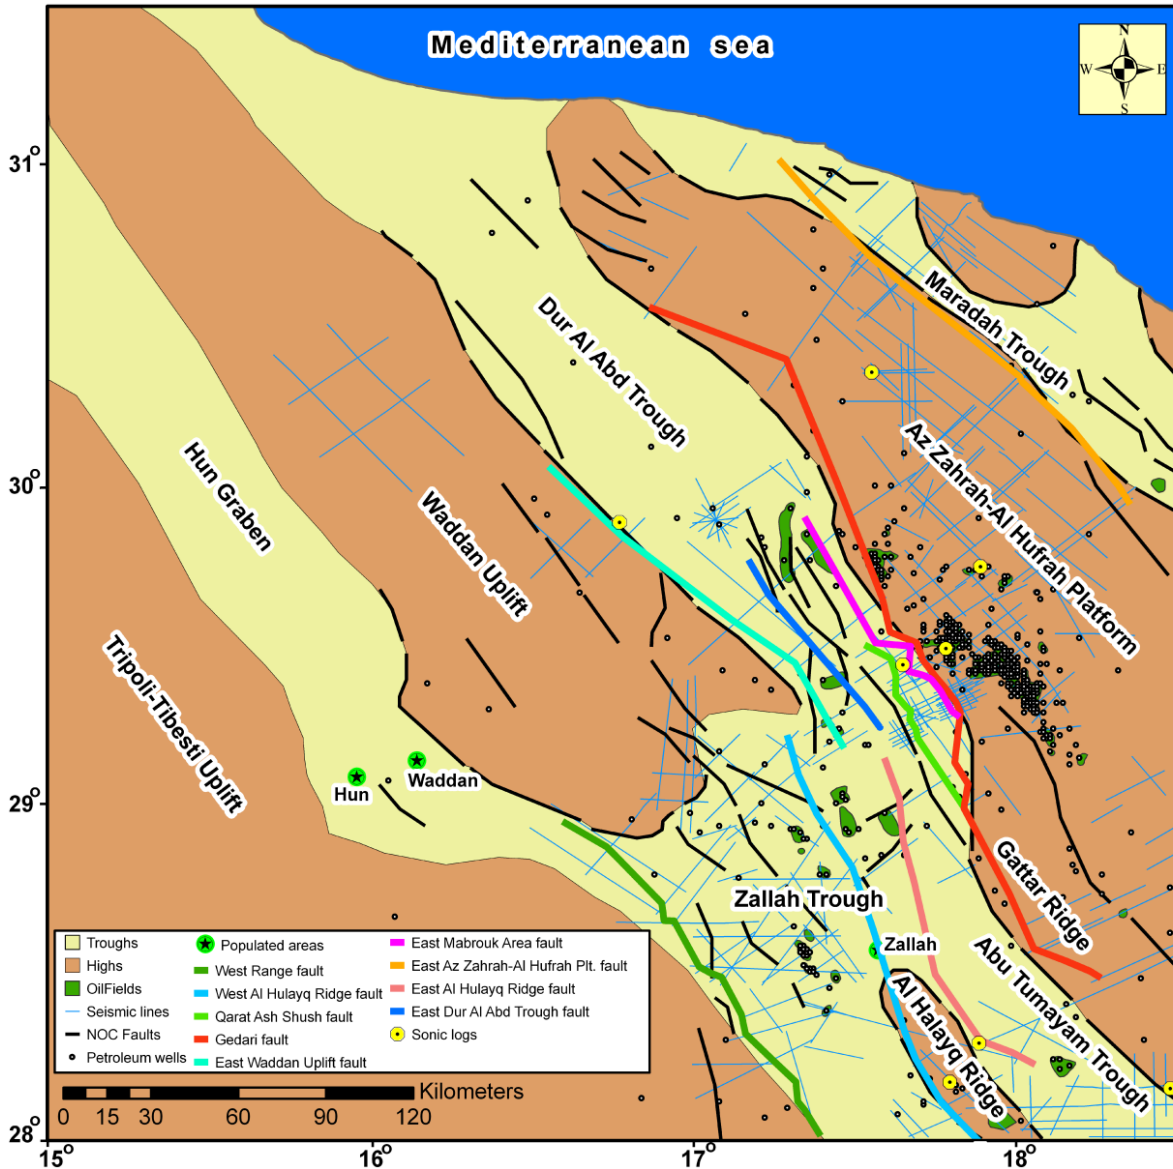 Mediterranean sea
N
W E
S
31°
30°
29°
28°
15°
16°
17°
18°
Maradah Trough
Dur Al Abd Trough
Az Zahrah-Al Hufrah Platform
Hun Graben
Waddan Uplift
Tripoli-Tibesti Uplift
Hun
Waddan
Zallah Trough
Gattar Ridge
Zallah
Abu Tumayam Trough
Al Halayq Ridge
Troughs
Highs
OilFields
Seismic lines
NOC Faults
Petroleum wells
Populated areas
West Range fault
West Al Hulayq Ridge fault
Qarat Ash Shush fault
Gedari fault
East Waddan Uplift fault
East Mabrouk Area fault
East Az Zahrah-Al Hufrah Plt. fault
East Al Hulayq Ridge fault
East Dur Al Abd Trough fault
Sonic logs
Kilometers
0 15 30 60 90 120